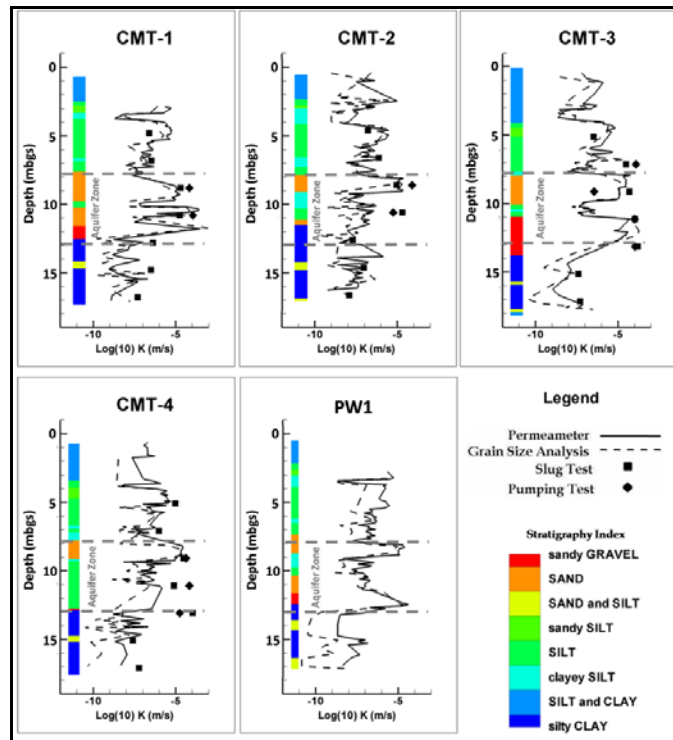 CMT-1
CMT-2
CMT-3
0
5
10
15
Depth (mbgs)
Aquifer Zone
-10
-5
Log(10) K (m/s)
0
5
10
15
Depth (mbgs)
Aquifer Zone
-10
-5
Log(10) K (m/s)
0
5
10
15
Depth (mbgs)
Aquifer Zone
-10
-5
Log(10) K (m/s)
CMT-4
PW1
0
5
10
15
Depth (mbgs)
Aquifer Zone
-10
-5
Log(10) K (m/s)
0
5
10
15
Depth (mbgs)
Aquifer Zone
-10
-5
Log(10) K (m/s)
Legend
Permeameter
Grain Size Analysis
Slug Test
Pumping Test
Stratigraphy Index
sandy GRAVEL
SAND
SAND and SILT
sandy SILT
SILT
clayey SILT
SILT and CLAY
silty CLAY